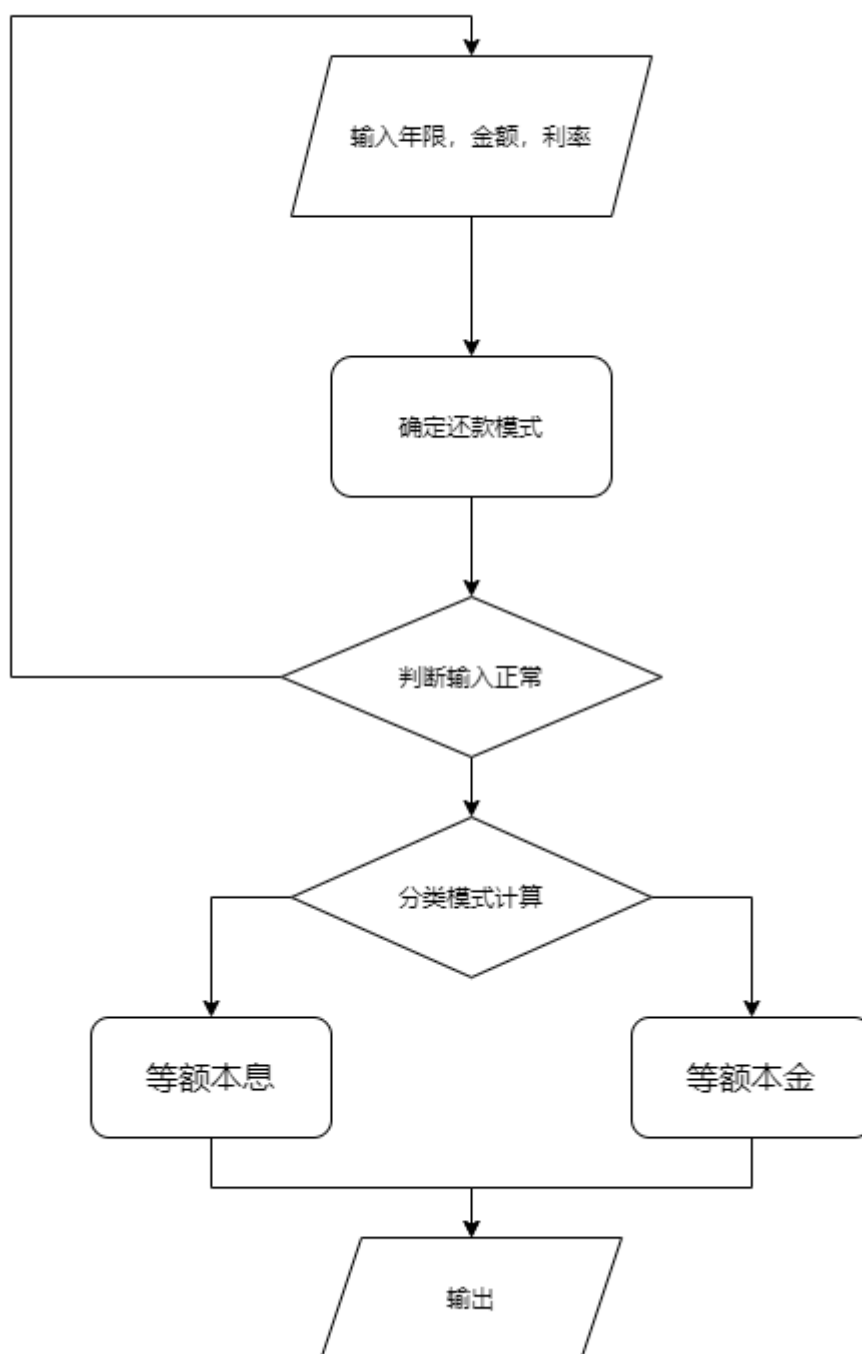 输入年限，金额，利率
确定还款模式
判断输入正常
分类模式计算
等额本息
等额本金
输出